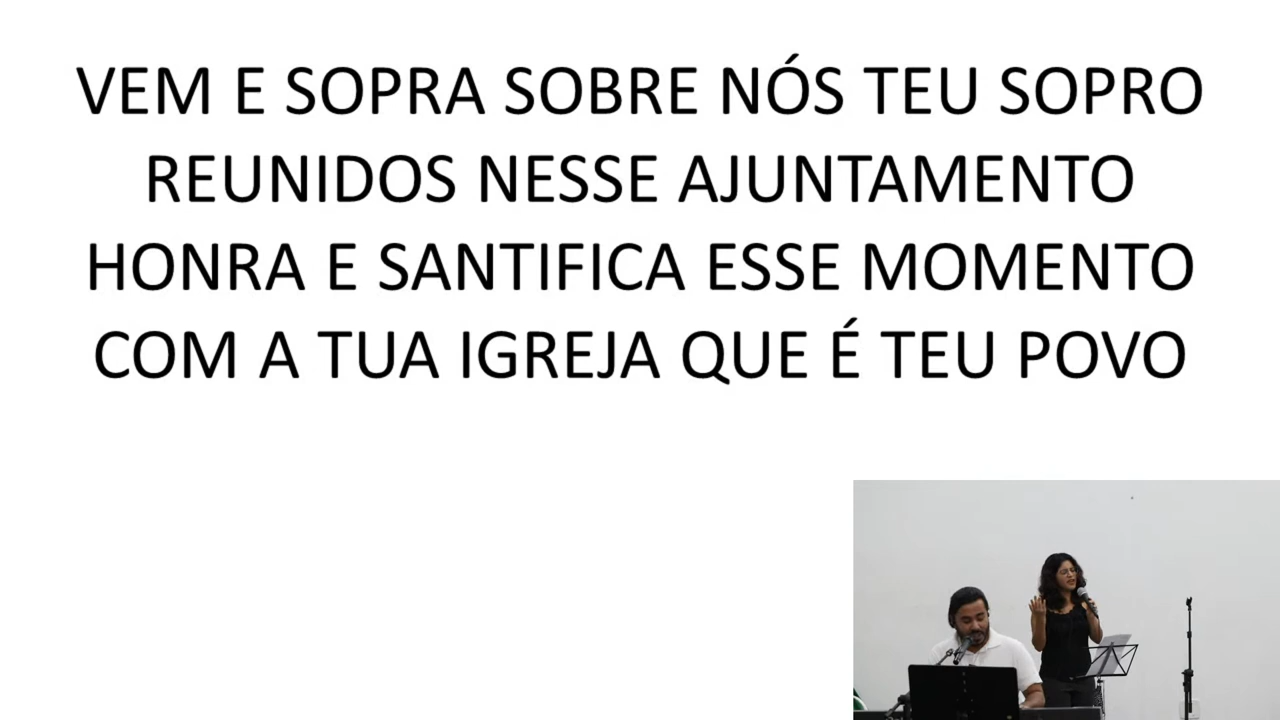 VEM E SOPRA SOBRE NÓS TEU SOPRO
REUNIDOS NESSE AJUNTAMENTO
HONRA E SANTIFICA ESSE MOMENTO
COM A TUA IGREJA QUE É TEU POVO